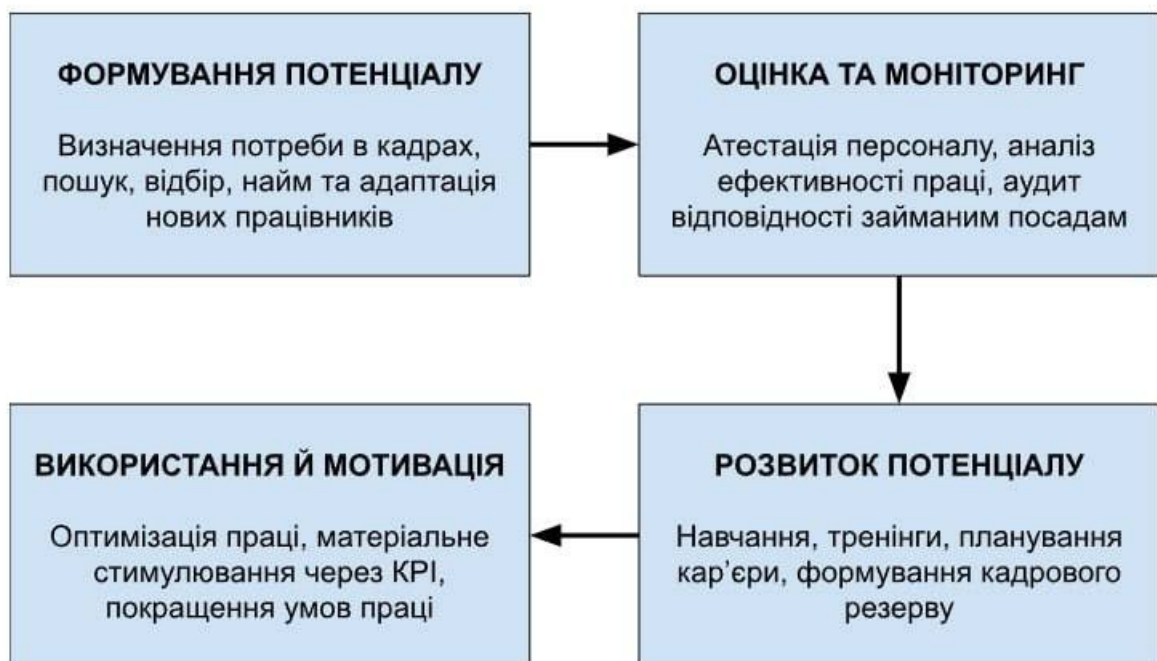 ФОРМУВАННЯ ПОТЕНЦІАЛУ
Визначення потреби в кадрах,
пошук, відбір, найм та адаптація
нових працівників
ОЦІНКА ТА МОНІТОРИНГ
Атестація персоналу, аналіз
ефективності праці, аудит
відповідності займаним посадам
ВИКОРИСТАННЯ Й МОТИВАЦІЯ
Оптимізація праці, матеріальне
стимулювання через KPI,
покращення умов праці
РОЗВИТОК ПОТЕНЦІАЛУ
Навчання, тренінги, планування
кар’єри, формування кадрового
резерву